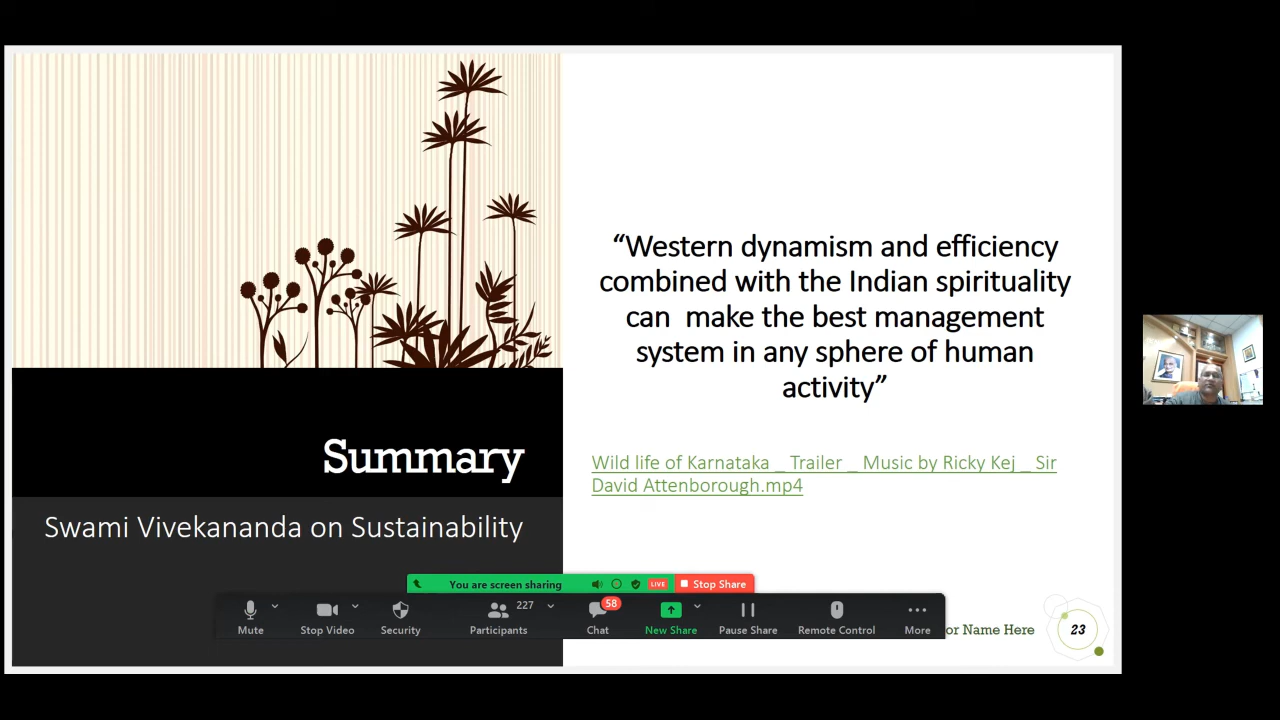 “Western dynamism and efficiency
combined with the Indian spirituality
can  make the best management
system in any sphere of human
activity”
Wild life of Karnataka _ Trailer _ Music by Ricky Kej _ Sir
David Attenborough.mp4
Summary
Swami Vivekananda on Sustainability
You are screen sharing
LIVE
Stop Share
Mute
Stop Video
Security
Participants
227
Chat
58
New Share
Pause Share
Remote Control
More
or Name Here
23